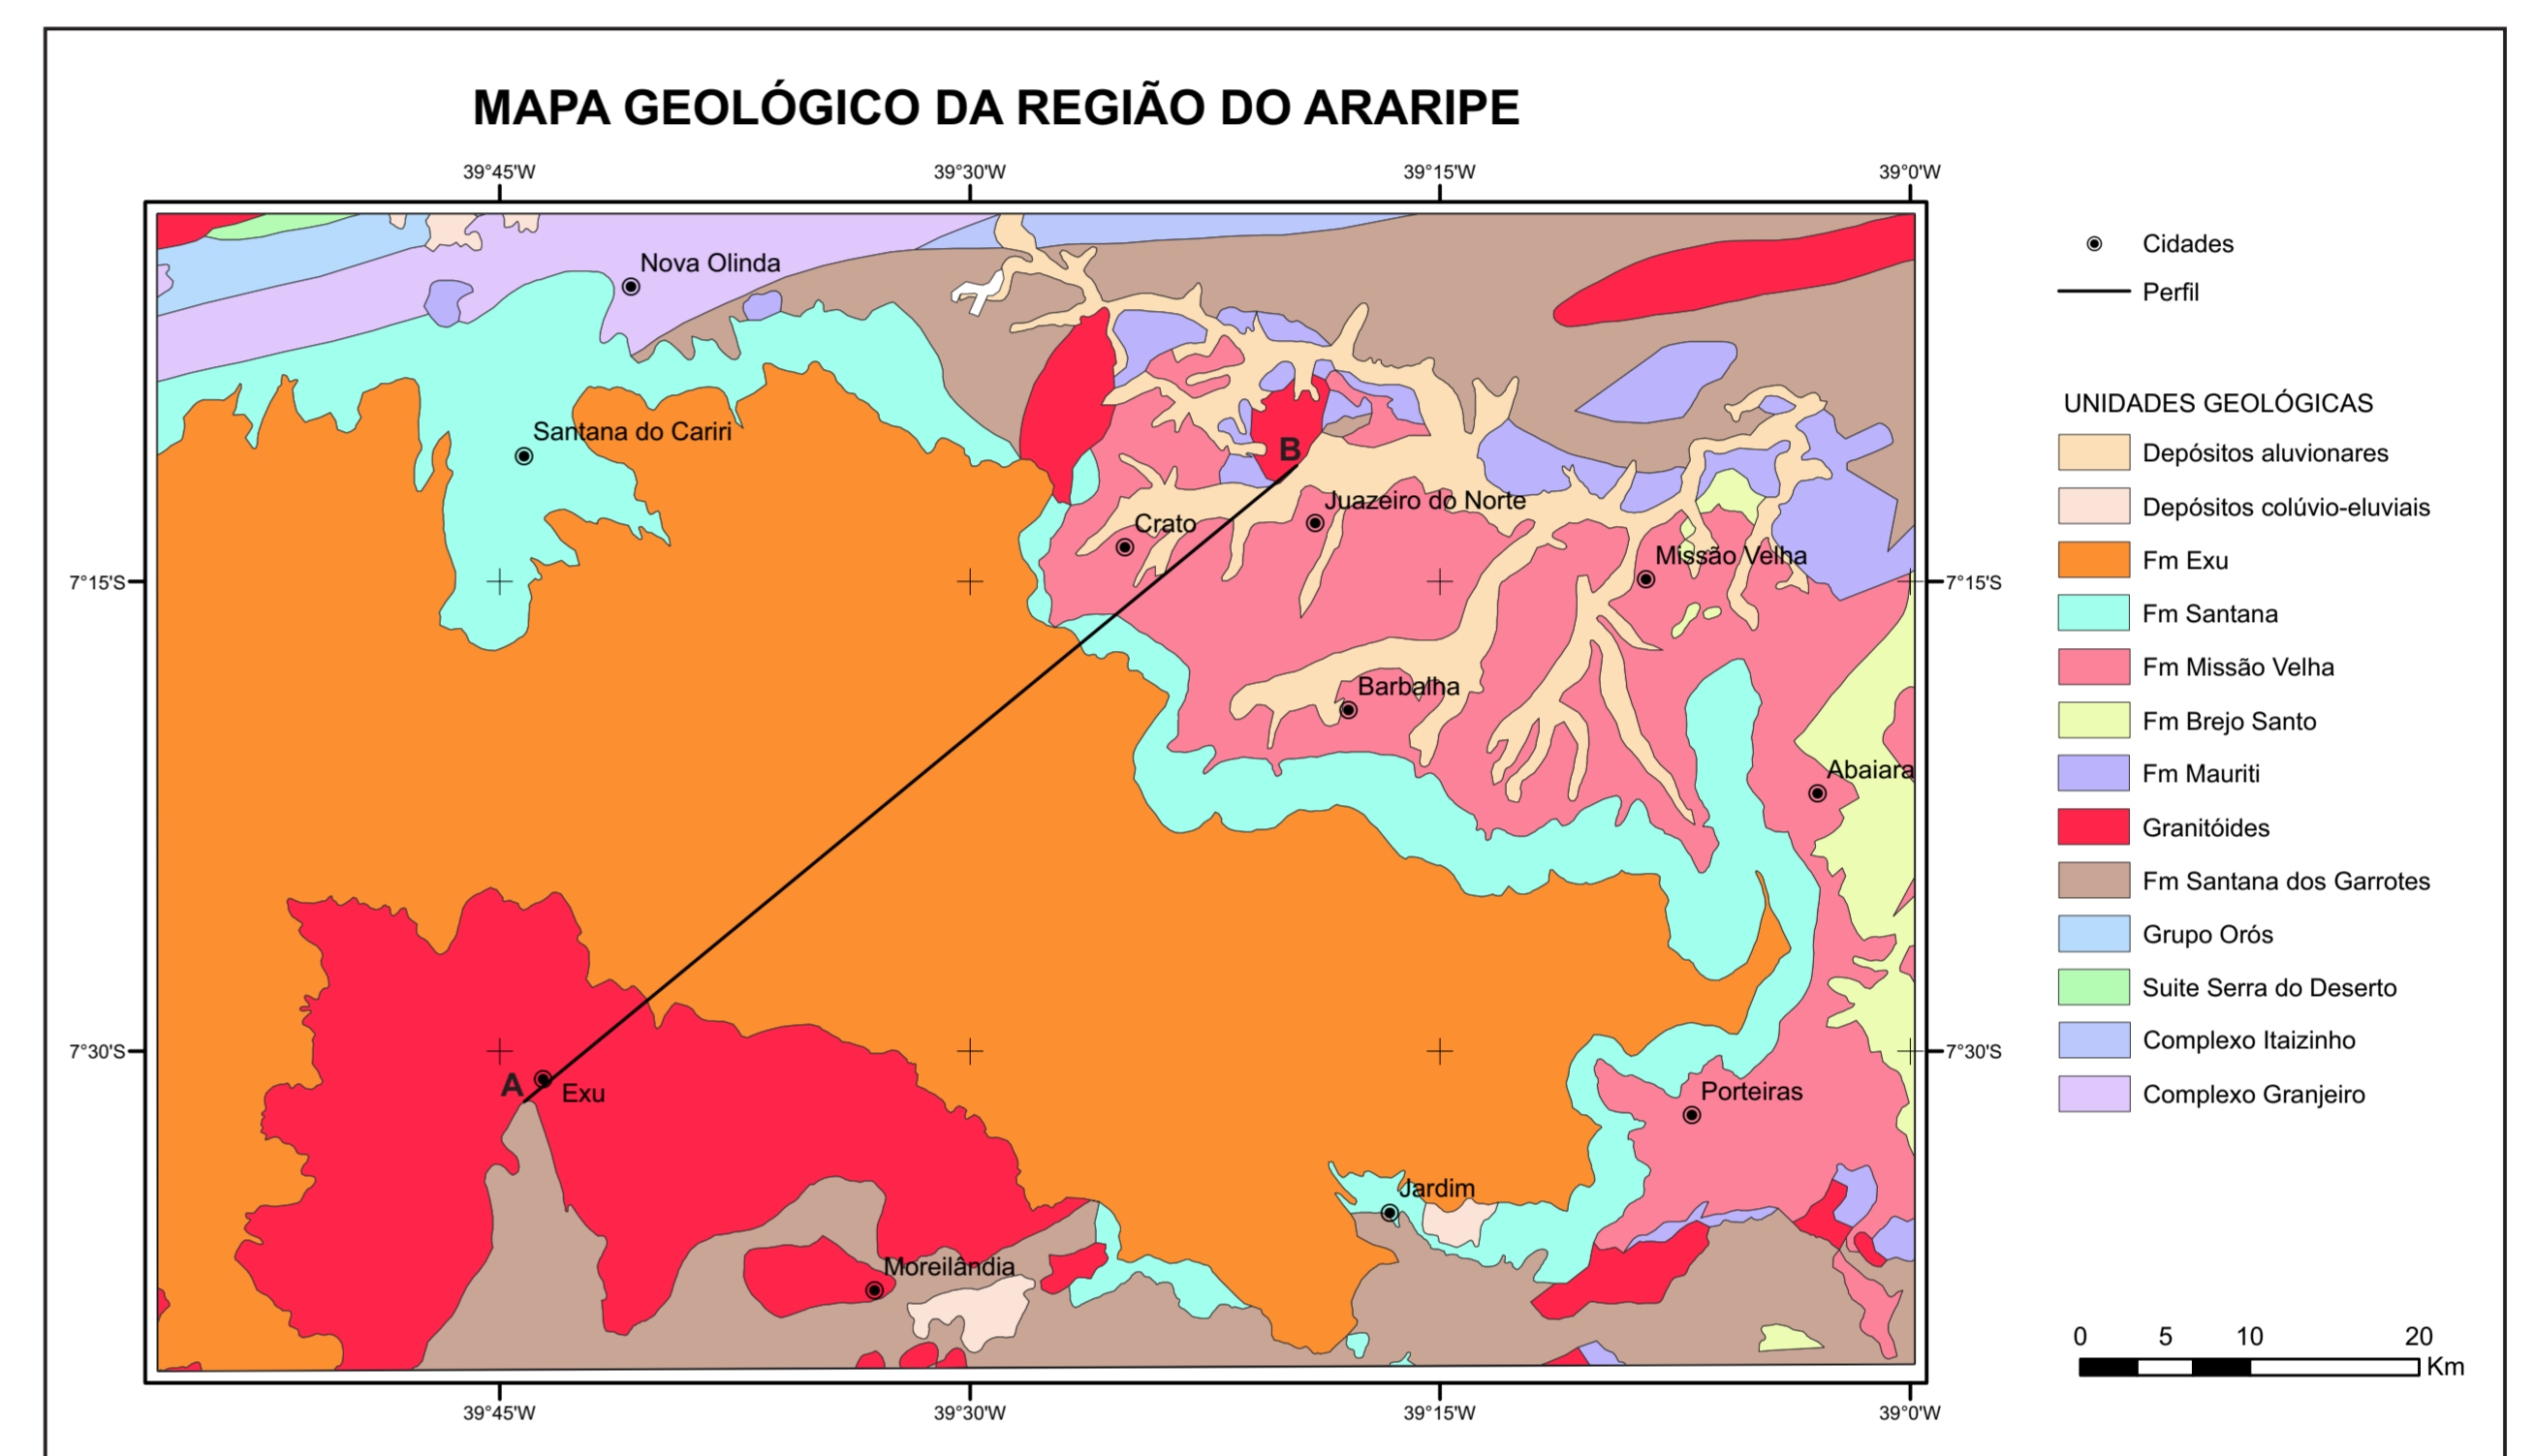 MAPA GEOLÓGICO DA REGIÃO DO ARARIPE
39°45'W 39°30'W 39°15'W 39°0'W
Cidades
Perfil
Nova Olinda
Santana do Cariri
B
Juazeiro do Norte
Crato
Missão Velha
7°15'S 7°15'S
Barbalha
Abaiara
7°30'S 7°30'S
A
Exu
Porteiras
Jardim
Moreilândia
39°45'W 39°30'W 39°15'W 39°0'W
UNIDADES GEOLÓGICAS
Depósitos aluvionares
Depósitos colúvio-eluviais
Fm Exu
Fm Santana
Fm Missão Velha
Fm Brejo Santo
Fm Mauriti
Granitóides
Fm Santana dos Garrotes
Grupo Orós
Suite Serra do Deserto
Complexo Itaizinho
Complexo Granjeiro
0 5 10 20
Km